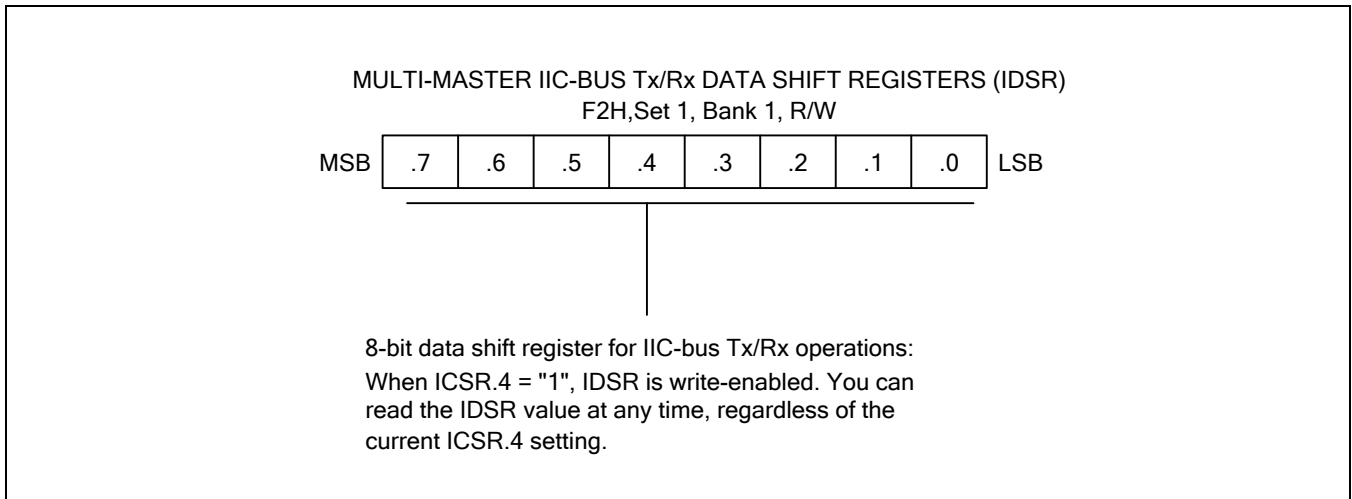 MULTI-MASTER IIC-BUS Tx/Rx DATA SHIFT REGISTERS (IDSR)
F2H,Set 1, Bank 1, R/W
MSB .7 .6 .5 .4 .3 .2 .1 .0 LSB
8-bit data shift register for IIC-bus Tx/Rx operations:
When ICSR.4 = "1", IDSR is write-enabled. You can
read the IDSR value at any time, regardless of the
current ICSR.4 setting.